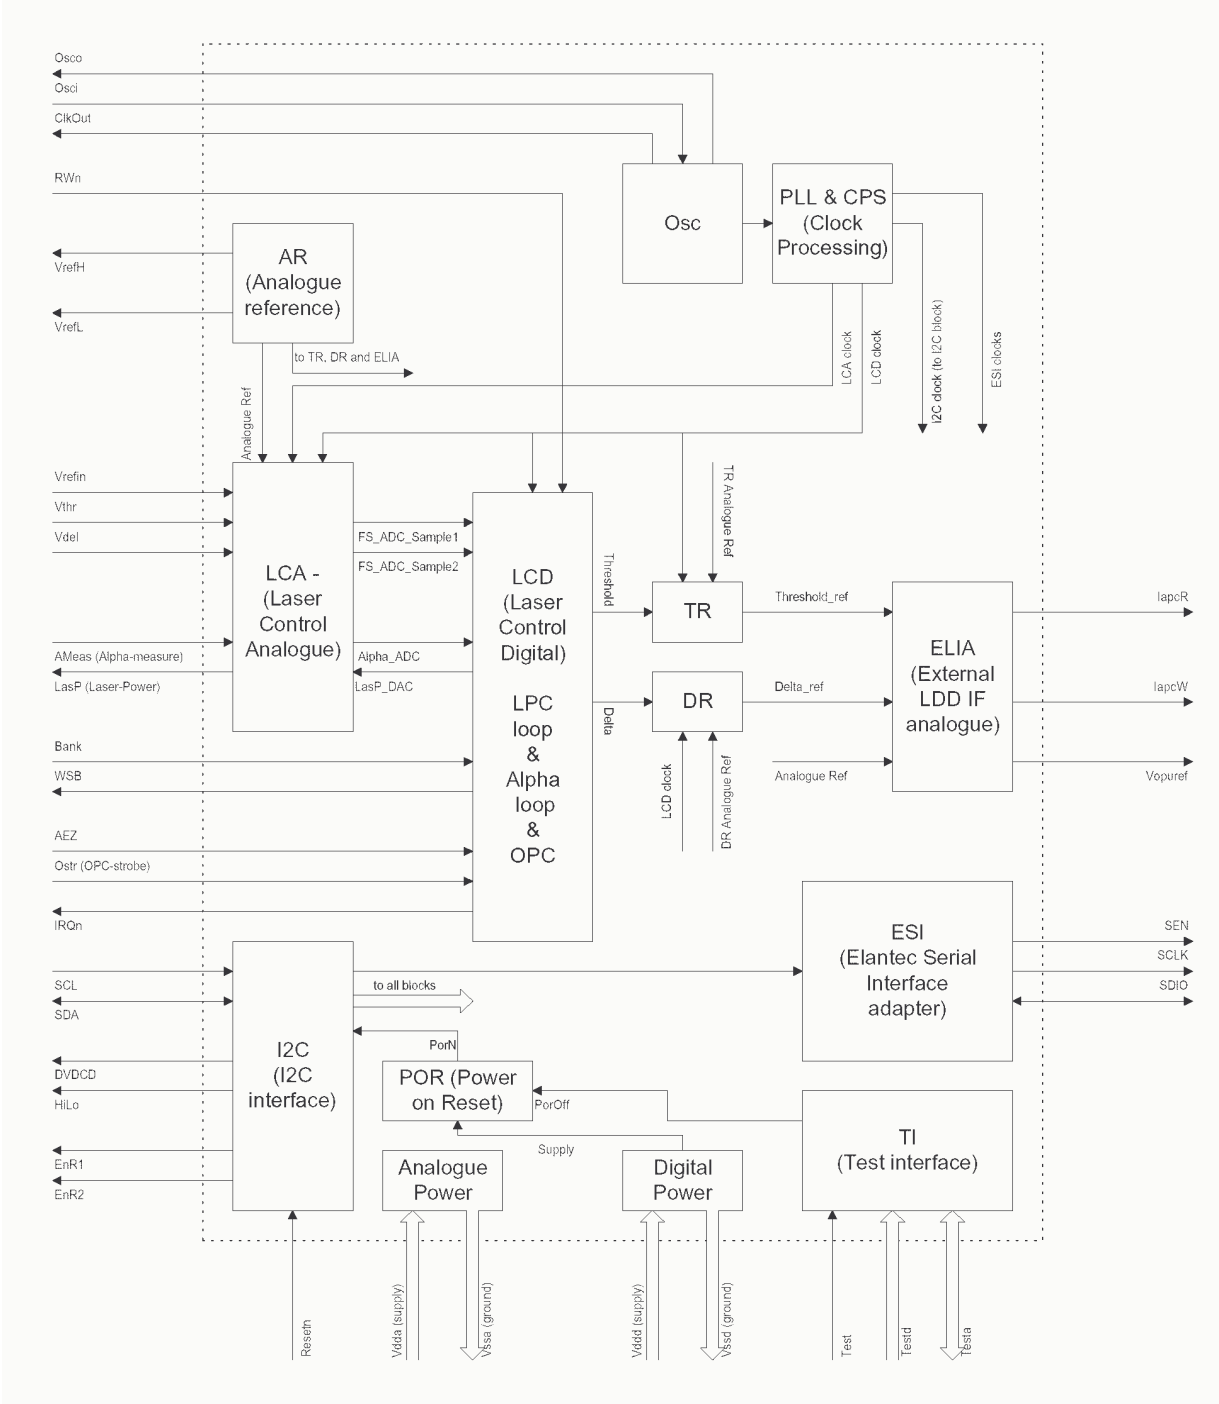 Osco
Osci
ClkOut
RWn
Osc
PLL & CPS
(Clock
Processing)
AR
(Analogue
reference)
VrefH
VrefL
to TR, DR and ELIA
Analogue Ref
LCA clock
LCD clock
I2C clock (to I2C block)
ESI clocks
Vrefin
Vthr
Vdel
LCA -
(Laser
Control
Analogue)
FS_ADC_Sample1
FS_ADC_Sample2
Alpha_ADC
LasP_DAC
AMeas (Alpha-measure)
LasP (Laser-Power)
LCD
(Laser
Control
Digital)
LPC
loop
&
Alpha
loop
&
OPC
Threshold
Delta
TR Analogue Ref
TR
DR
LCD clock
DR Analogue Ref
Threshold_ref
Delta_ref
Analogue Ref
ELIA
(External
LDD IF
analogue)
IapcR
IapcW
Vopuref
Bank
WSB
AEZ
Ostr (OPC-strobe)
IRQn
ESI
(Elantec Serial
Interface
adapter)
SEN
SCLK
SDIO
SCL
SDA
DVDCD
HiLo
EnR1
EnR2
I2C
(I2C
interface)
to all blocks
PorN
POR (Power
on Reset)
PorOff
Supply
Analogue
Power
Digital
Power
TI
(Test interface)
Resetn
Vdda (supply)
Vssa (ground)
Vddd (supply)
Vssd (ground)
Test
Testd
Testa